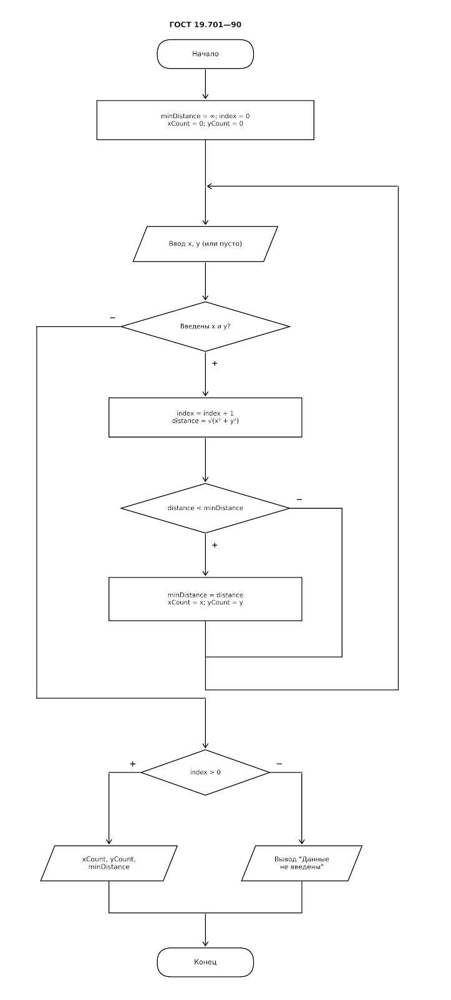 ГОСТ 19.701—90
Начало
minDistance = ∞; index = 0
xCount = 0; yCount = 0
Ввод x, y (или пусто)
−
Введены x и y?
+
index = index + 1
distance = √(x² + y²)
−
distance < minDistance
+
minDistance = distance
xCount = x; yCount = y
+
−
index > 0
xCount, yCount,
minDistance
Вывод "Данные
не введены"
Конец